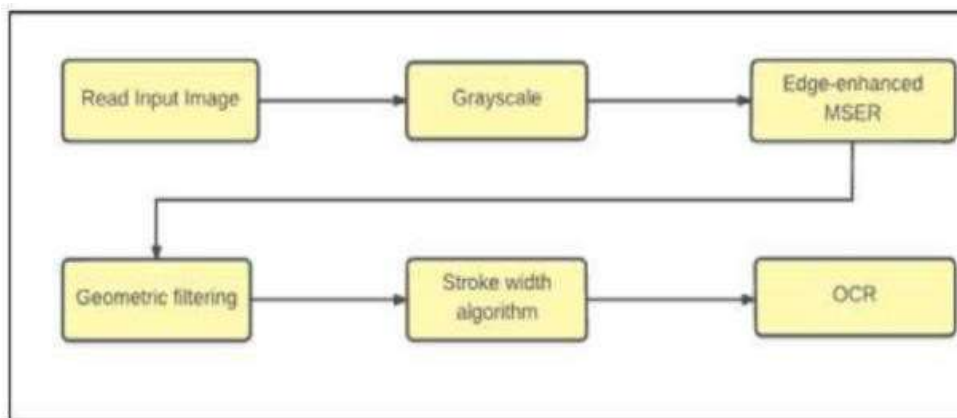 Read Input Image
Grayscale
Edge-enhanced
MSER
Geometric filtering
Stroke width
algorithm
OCR